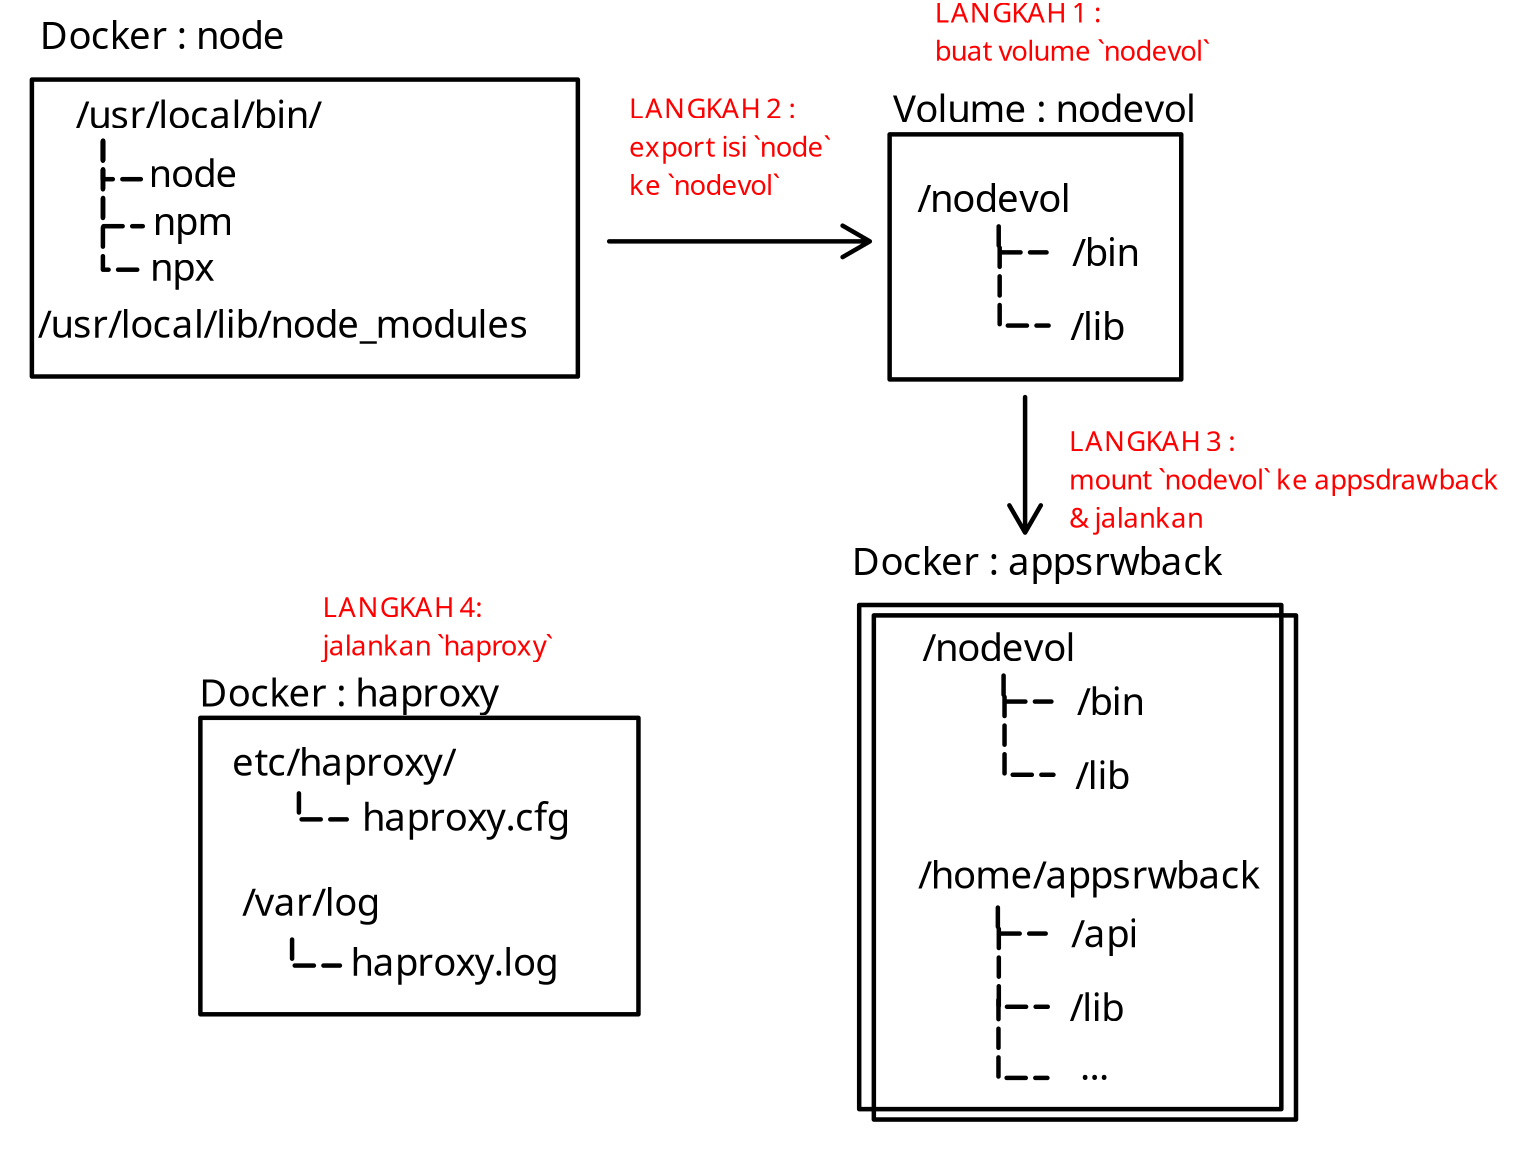 Docker : node
/usr/local/bin/
node
npm
npx
/usr/local/lib/node_modules
LANGKAH 2 :
export isi `node`
ke `nodevol`
LANGKAH 1 :
buat volume `nodevol`
Volume : nodevol
/nodevol
/bin
/lib
LANGKAH 3 :
mount `nodevol` ke appsdrawback
& jalankan
Docker : appsrwback
/nodevol
/bin
/lib
/home/appsrwback
/api
/lib
...
LANGKAH 4:
jalankan `haproxy`
Docker : haproxy
etc/haproxy/
haproxy.cfg
/var/log
haproxy.log